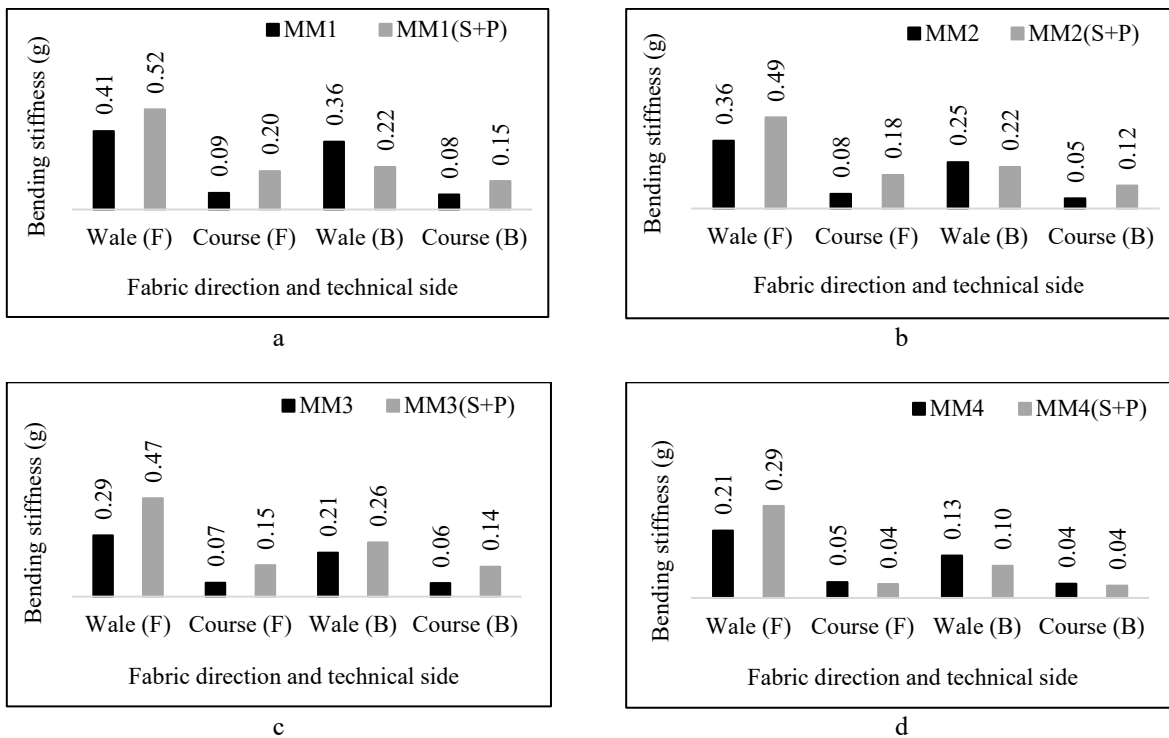 MM1 MM1(S+P)
Bending stiffness (g)
0.41 0.52 0.09 0.20 0.36 0.22 0.08 0.15
Wale (F) Course (F) Wale (B) Course (B)
Fabric direction and technical side
a
MM2 MM2(S+P)
Bending stiffness (g)
0.36 0.49 0.08 0.18 0.25 0.22 0.05 0.12
Wale (F) Course (F) Wale (B) Course (B)
Fabric direction and technical side
b
MM3 MM3(S+P)
Bending stiffness (g)
0.29 0.47 0.07 0.15 0.21 0.26 0.06 0.14
Wale (F) Course (F) Wale (B) Course (B)
Fabric direction and technical side
c
MM4 MM4(S+P)
Bending stiffness (g)
0.21 0.29 0.05 0.04 0.13 0.10 0.04 0.04
Wale (F) Course (F) Wale (B) Course (B)
Fabric direction and technical side
d